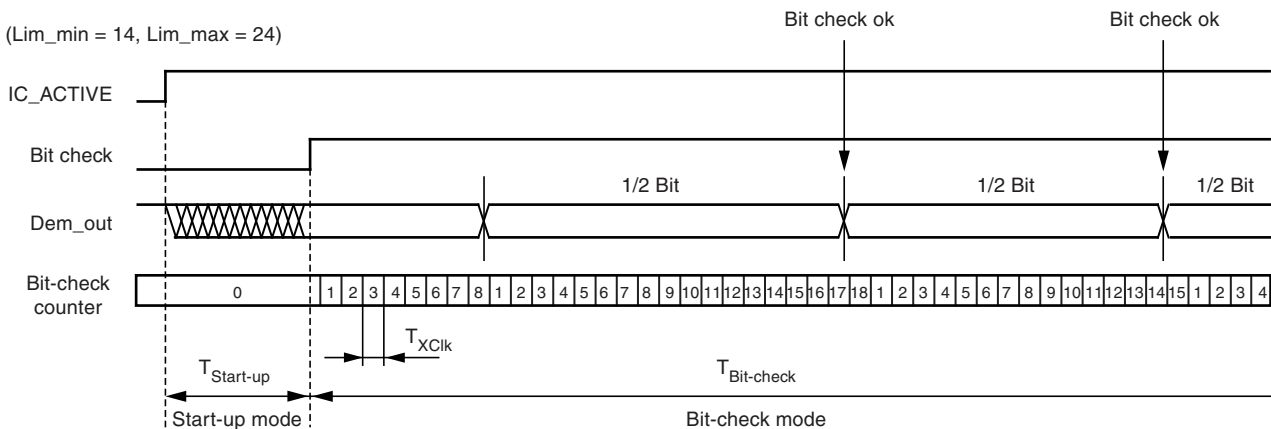 Bit check ok Bit check ok
(Lim_min = 14, Lim_max = 24)
IC_ACTIVE
Bit check
1/2 Bit 1/2 Bit 1/2 Bit
Dem_out
Bit-check
counter
0 1 2 3 4 5 6 7 8 1 2 3 4 5 6 7 8 9 10 11 12 13 14 15 16 17 18 1 2 3 4 5 6 7 8 9 10 11 12 13 14 15 1 2 3 4
TXClk
TStart-up TBit-check
Start-up mode Bit-check mode